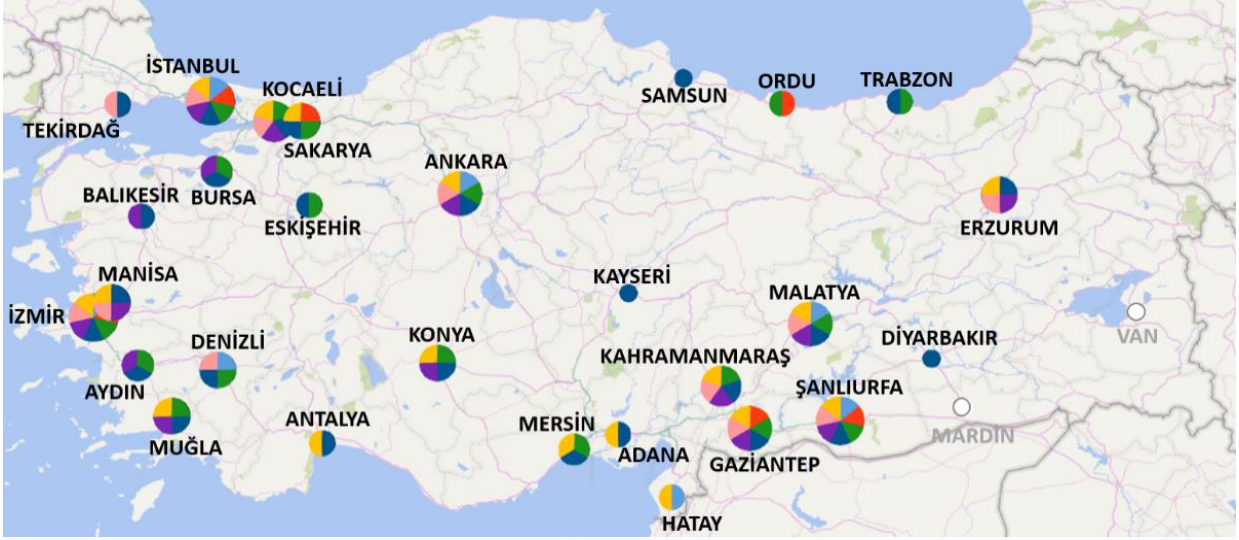 İSTANBUL
KOCAELİ
SAMSUN
ORDU
TRABZON
TEKİRDAĞ
SAKARYA
ANKARA
BALIKESİR
BURSA
ESKİŞEHİR
ERZURUM
MANİSA
KAYSERİ
MALATYA
İZMİR
DENİZLİ
KONYA
KAHRAMANMARAŞ
DİYARBAKIR
VAN
AYDIN
ŞANLIURFA
MUĞLA
ANTALYA
MERSİN
ADANA
GAZİANTEP
MARDİN
HATAY